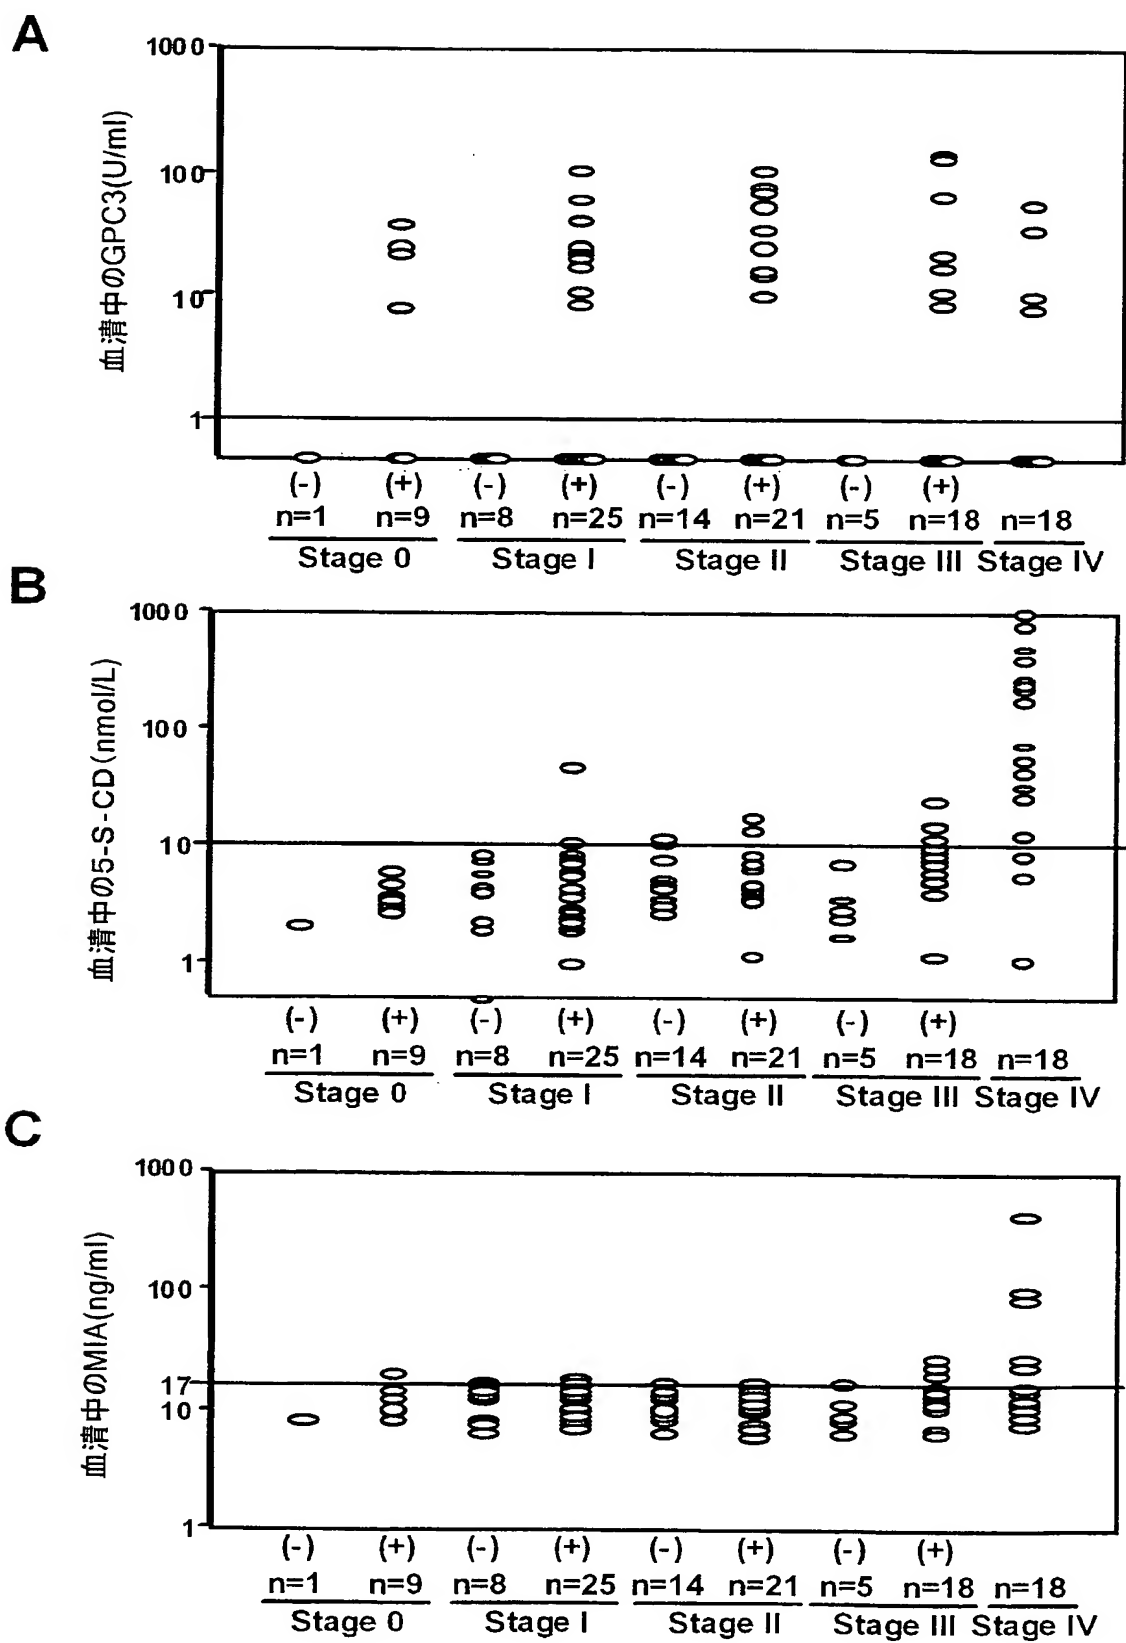 A
1000
100
10
1
血清中のGPC3(U/ml)
(-) (+) (-) (+) (-) (+) (-) (+)
n=1 n=9 n=8 n=25 n=14 n=21 n=5 n=18 n=18
Stage 0 Stage I Stage II Stage III Stage IV
B
1000
100
10
1
血清中の5-S-CD(nmol/L)
(-) (+) (-) (+) (-) (+) (-) (+)
n=1 n=9 n=8 n=25 n=14 n=21 n=5 n=18 n=18
Stage 0 Stage I Stage II Stage III Stage IV
C
1000
100
17
10
1
血清中のMIA(ng/ml)
(-) (+) (-) (+) (-) (+) (-) (+)
n=1 n=9 n=8 n=25 n=14 n=21 n=5 n=18 n=18
Stage 0 Stage I Stage II Stage III Stage IV